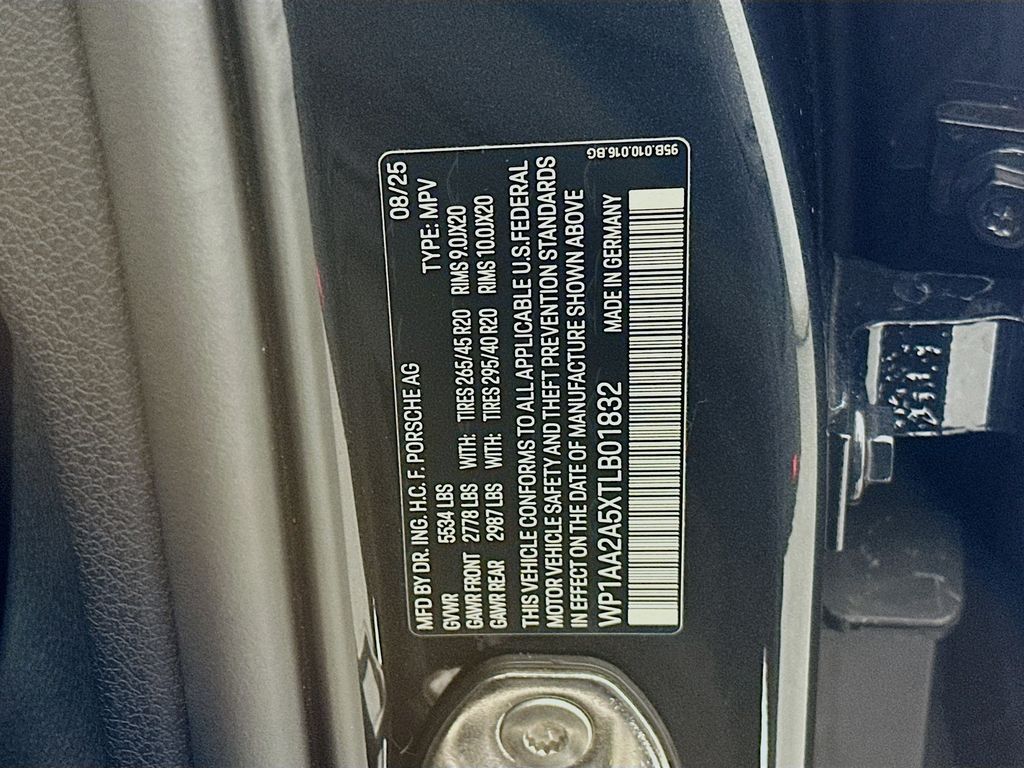 MFD BY DR. ING. H.C. F. PORSCHE AG 08/25
GVWR 5534 LBS TYPE: MPV
GAWR FRONT 2778 LBS WITH: TIRES 265/45 R20 RIMS 9.0JX20
GAWR REAR 2987 LBS WITH: TIRES 295/40 R20 RIMS 10.0JX20
THIS VEHICLE CONFORMS TO ALL APPLICABLE U.S. FEDERAL
MOTOR VEHICLE SAFETY AND THEFT PREVENTION STANDARDS
IN EFFECT ON THE DATE OF MANUFACTURE SHOWN ABOVE
WP1AA2A5XTLB01832 MADE IN GERMANY
95B.010.016.BG